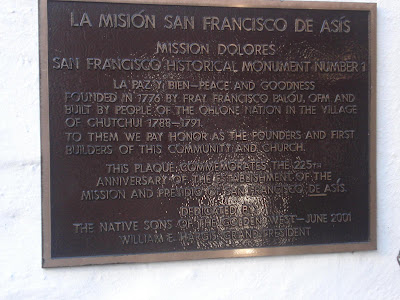 LA MISIÓN SAN FRANCISCO DE ASÍS
MISSION DOLORES
SAN FRANCISCO HISTORICAL MONUMENT NUMBER 1
LA PAZ Y BIEN—PEACE AND GOODNESS
FOUNDED IN 1776 BY FRAY FRANCISCO PALÓU, OFM AND
BUILT BY PEOPLE OF THE OHLONE NATION IN THE VILLAGE
OF CHUTCHUI 1788–1791.
TO THEM WE PAY HONOR AS THE FOUNDERS AND FIRST
BUILDERS OF THIS COMMUNITY AND CHURCH.
THIS PLAQUE COMMEMORATES THE 225TH
ANNIVERSARY OF THE ESTABLISHMENT OF THE
MISSION AND PRESIDIO OF SAN FRANCISCO DE ASÍS.
DEDICATED BY
THE NATIVE SONS OF THE GOLDEN WEST—JUNE 2001
WILLIAM E. GRAND PRESIDENT